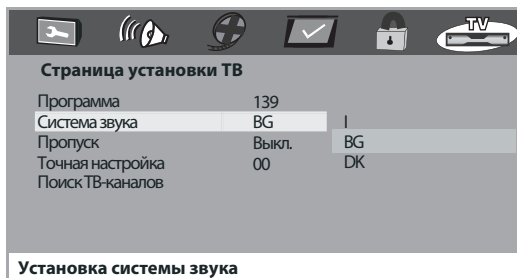 TV
Страница установки ТВ
Программа 139
Система звука BG I
Пропуск Выкл. BG
Точная настройка 00 DK
Поиск ТВ-каналов
Установка системы звука